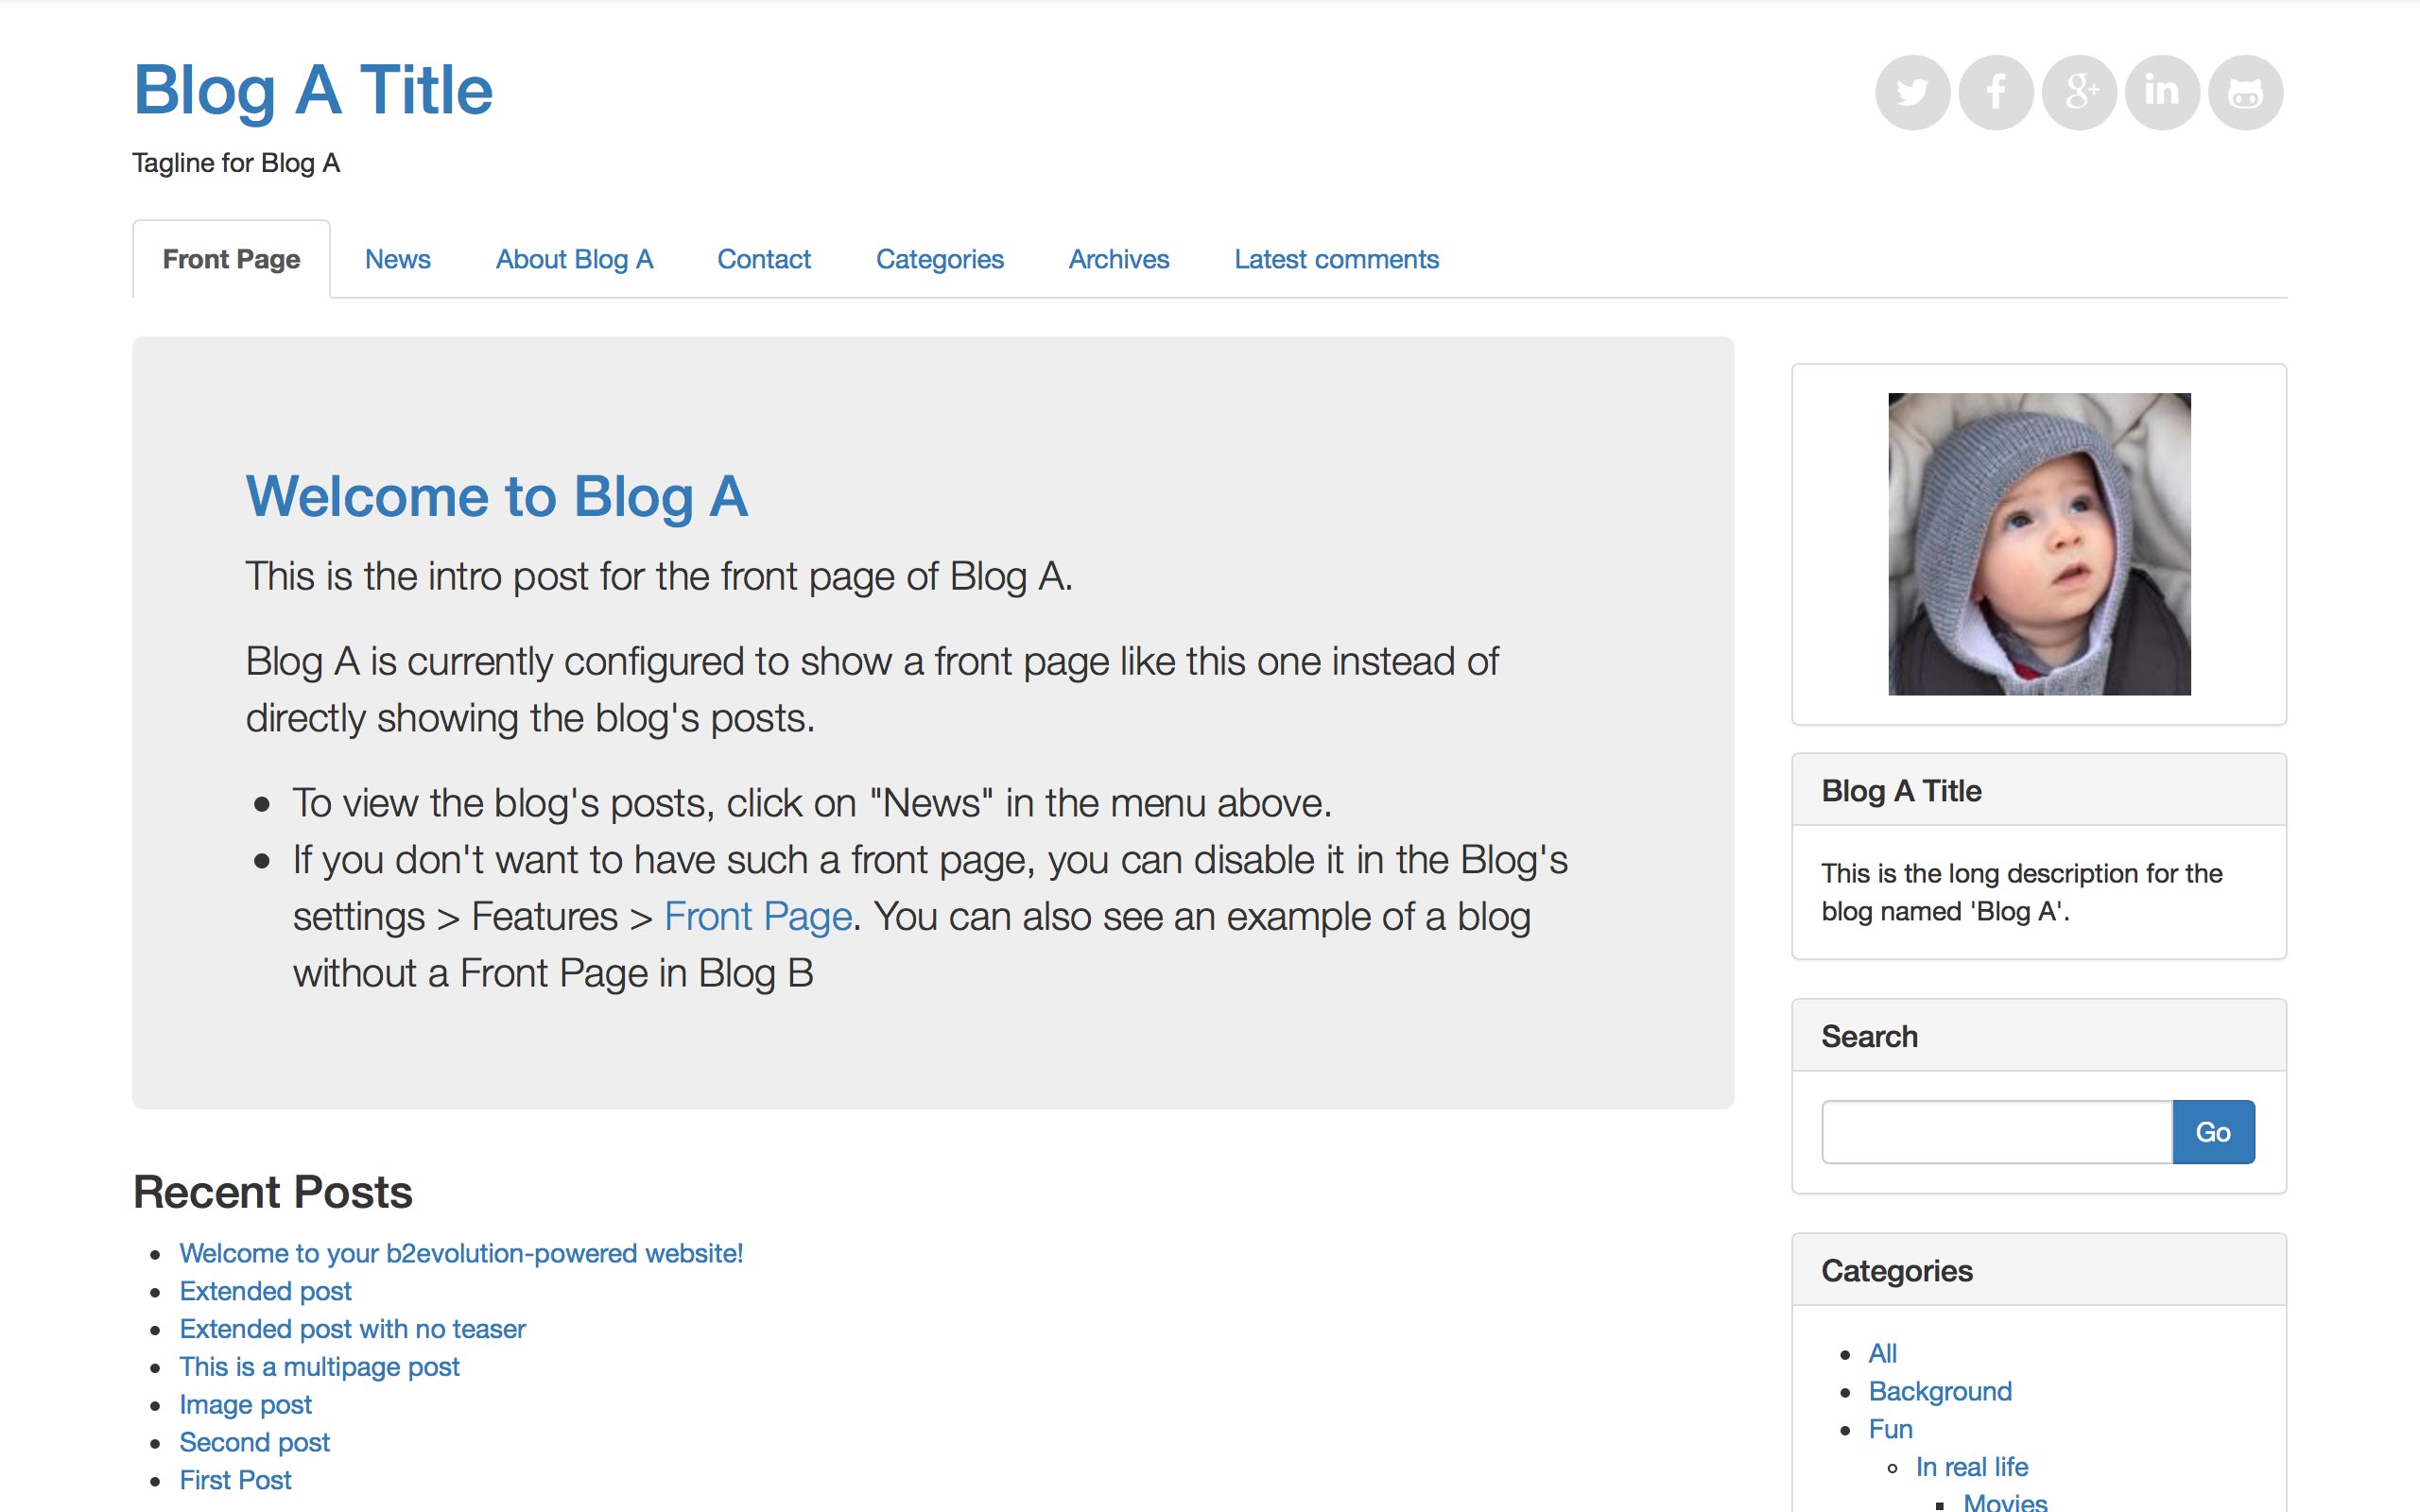 Blog A Title
Tagline for Blog A
Front Page News About Blog A Contact Categories Archives Latest comments
Welcome to Blog A
This is the intro post for the front page of Blog A.
Blog A is currently configured to show a front page like this one instead of
directly showing the blog's posts.
To view the blog's posts, click on "News" in the menu above.
If you don't want to have such a front page, you can disable it in the Blog's
settings > Features > Front Page. You can also see an example of a blog
without a Front Page in Blog B
Recent Posts
Welcome to your b2evolution-powered website!
Extended post
Extended post with no teaser
This is a multipage post
Image post
Second post
First Post
Blog A Title
This is the long description for the
blog named 'Blog A'.
Search
Go
Categories
All
Background
Fun
In real life
Movies